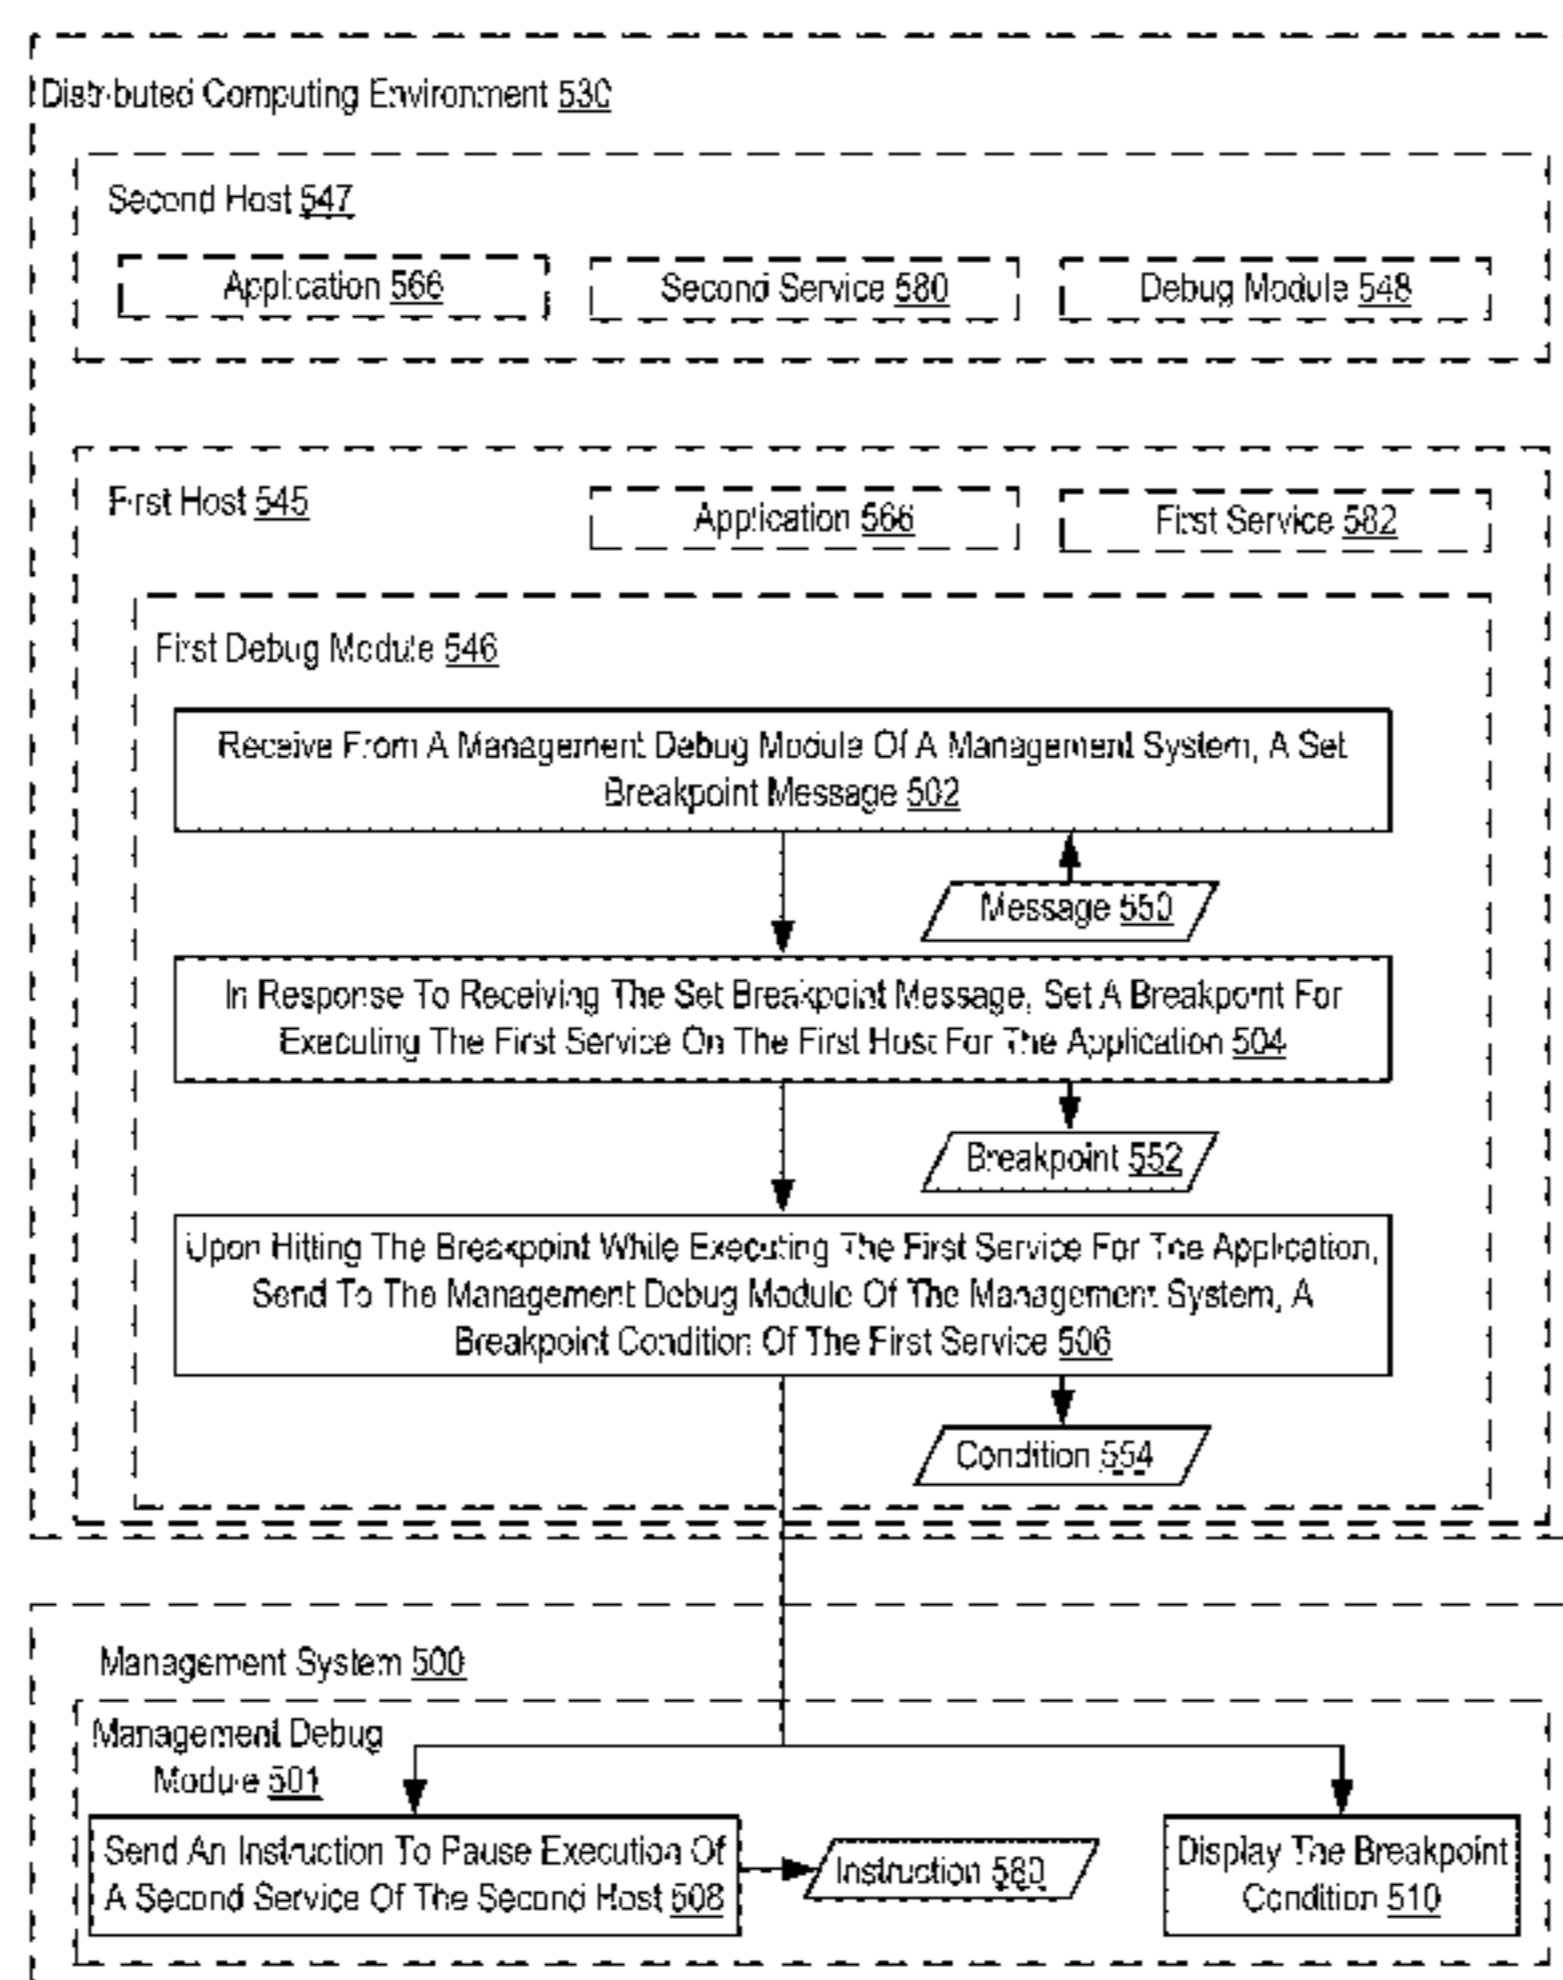 Distributed Computing Environment 530
Second Host 547
Application 566
Second Service 580
Debug Module 548
First Host 545
Application 566
First Service 582
First Debug Module 546
Receive From A Management Debug Module Of A Management System, A Set
Breakpoint Message 502
Message 550
In Response To Receiving The Set Breakpoint Message, Set A Breakpoint For
Executing The First Service On The First Host For The Application 504
Breakpoint 552
Upon Hitting The Breakpoint While Executing The First Service For The Application,
Send To The Management Debug Module Of The Management System, A
Breakpoint Condition Of The First Service 506
Condition 554
Management System 500
Management Debug
Module 501
Send An Instruction To Pause Execution Of
A Second Service Of The Second Host 508
Instruction 580
Display The Breakpoint
Condition 510